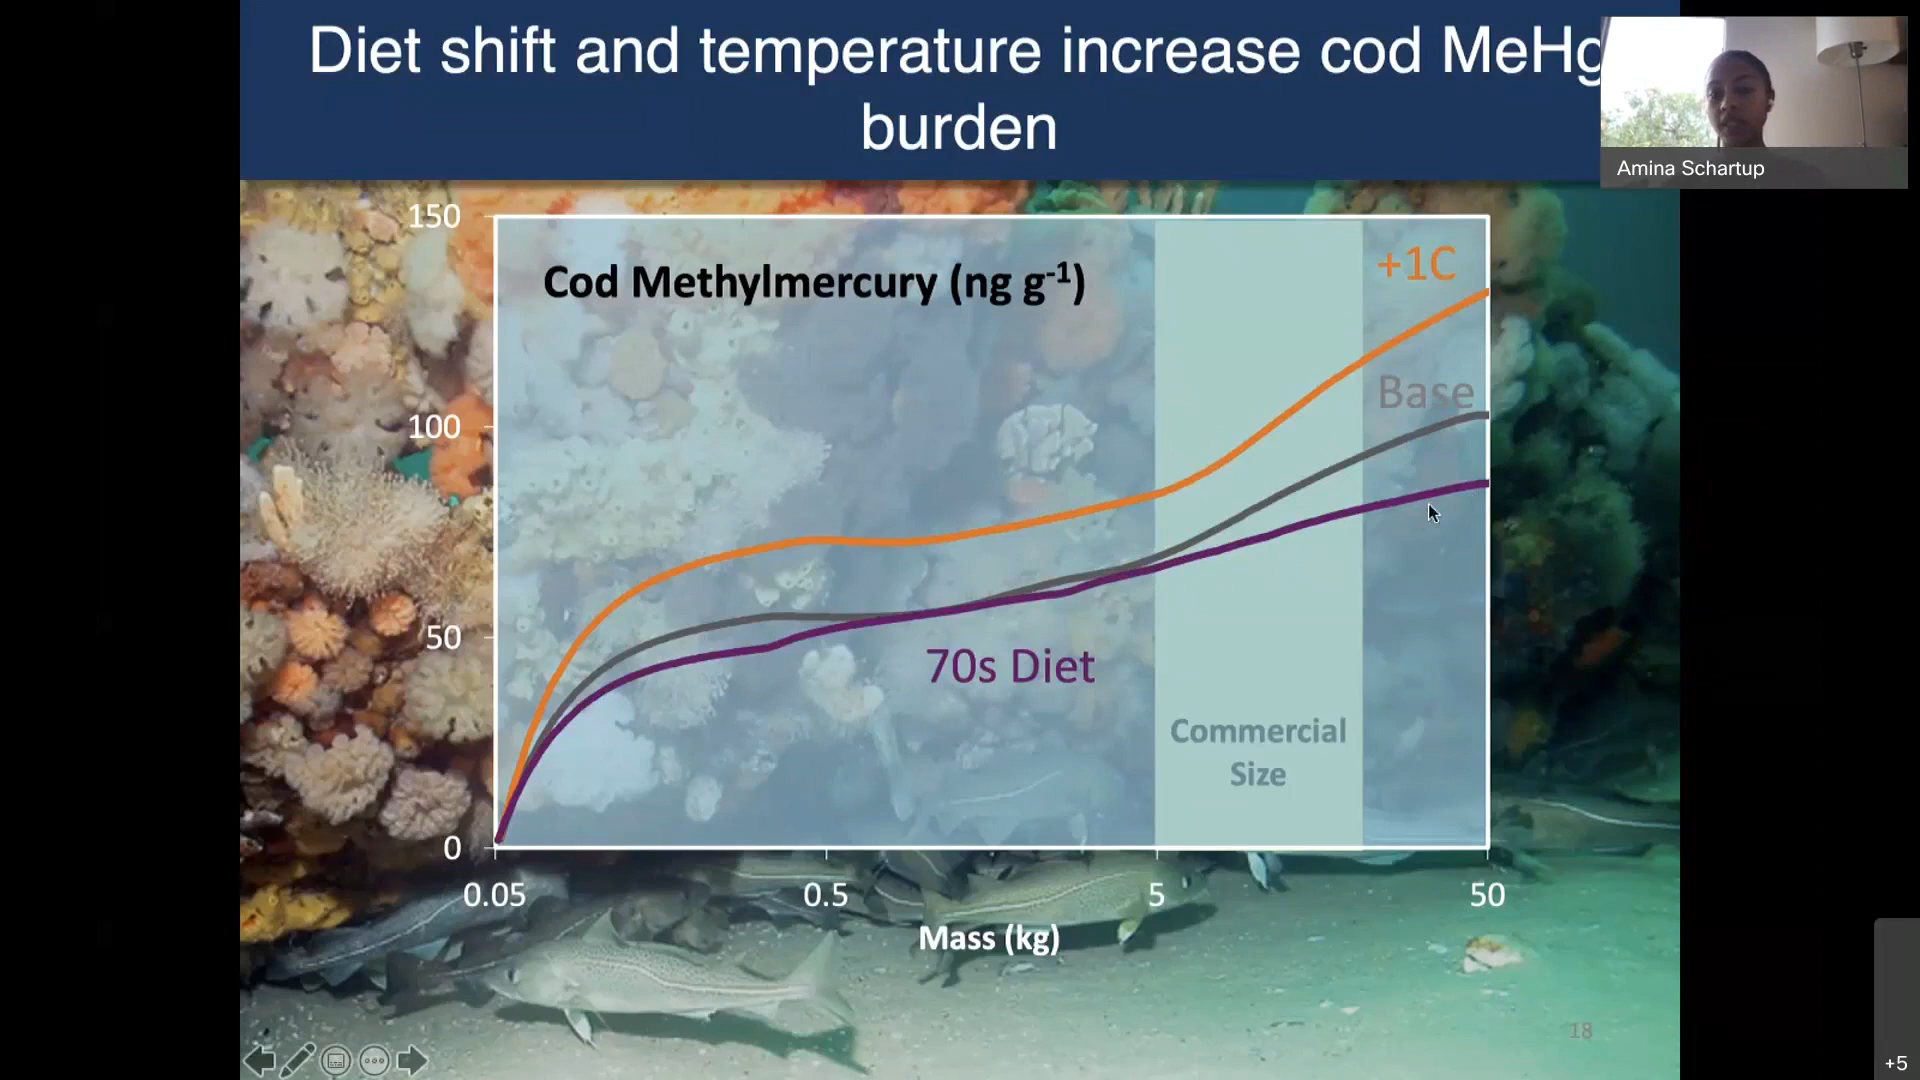 Diet shift and temperature increase cod MeHg
burden
Amina Schartup
150
Cod Methylmercury (ng g-1)
+1C
Base
100
50
70s Diet
Commercial
Size
0
0.05
0.5
5
50
Mass (kg)
18
+5